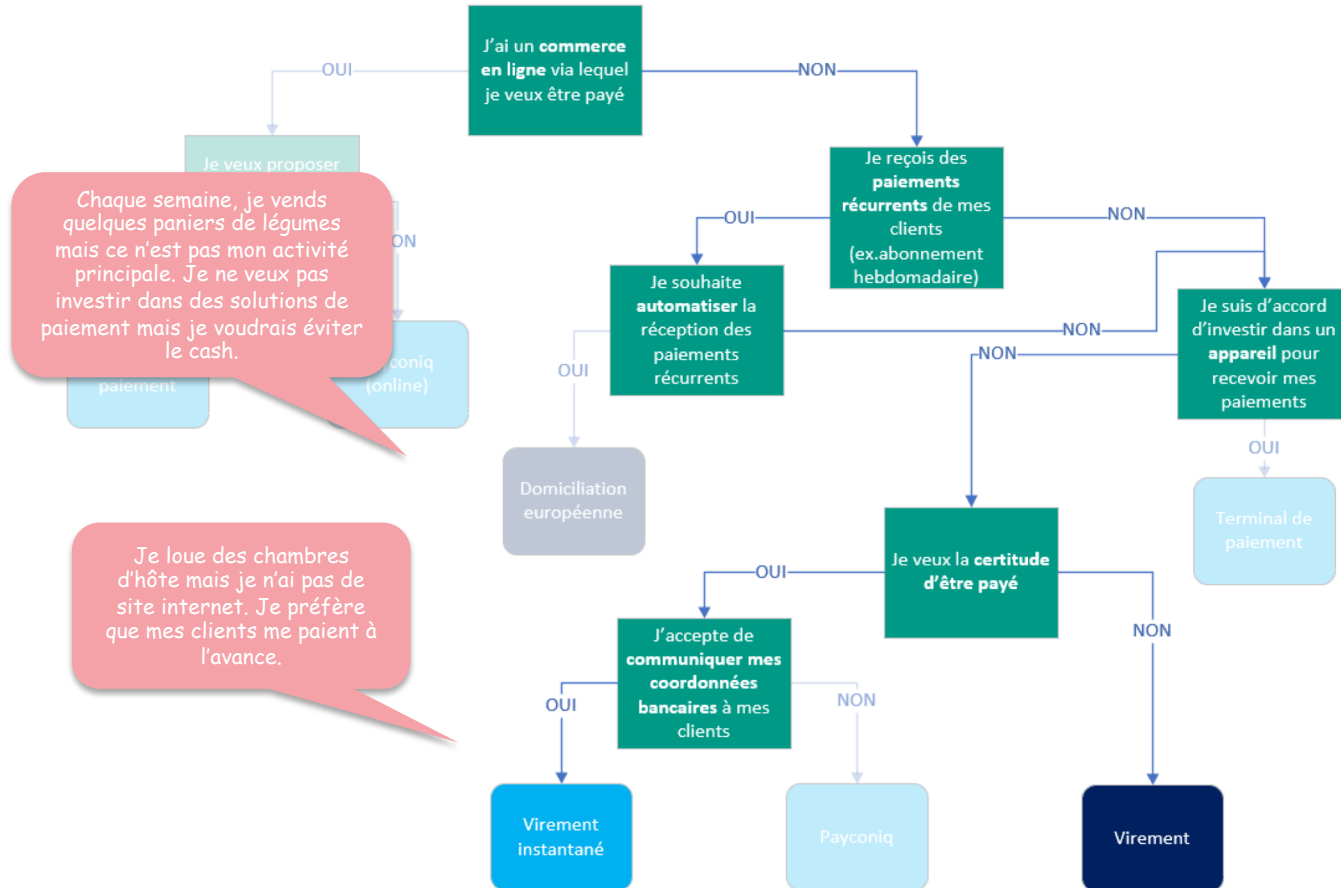 J'ai un commerce
en ligne via lequel
je veux être payé
OUI
NON
Je veux proposer
Je reçois des
paiements
récurrents de mes
clients
(ex.abonnement
hebdomadaire)
Chaque semaine, je vends
quelques paniers de légumes
mais ce n'est pas mon activité
principale. Je ne veux pas
investir dans des solutions de
paiement mais je voudrais éviter
le cash.
ON
OUI
NON
Je souhaite
automatiser la
réception des
paiements
récurrents
Je suis d'accord
d'investir dans un
appareil pour
recevoir mes
paiements
NON
NON
OUI
paiement
coniq
(online)
OUI
Domiciliation
européenne
Terminal de
paiement
Je loue des chambres
d'hôte mais je n'ai pas de
site internet. Je préfère
que mes clients me paient à
l'avance.
Je veux la certitude
d'être payé
OUI
NON
J'accepte de
communiquer mes
coordonnées
bancaires à mes
clients
OUI
NON
Virement
instantané
Payconiq
Virement